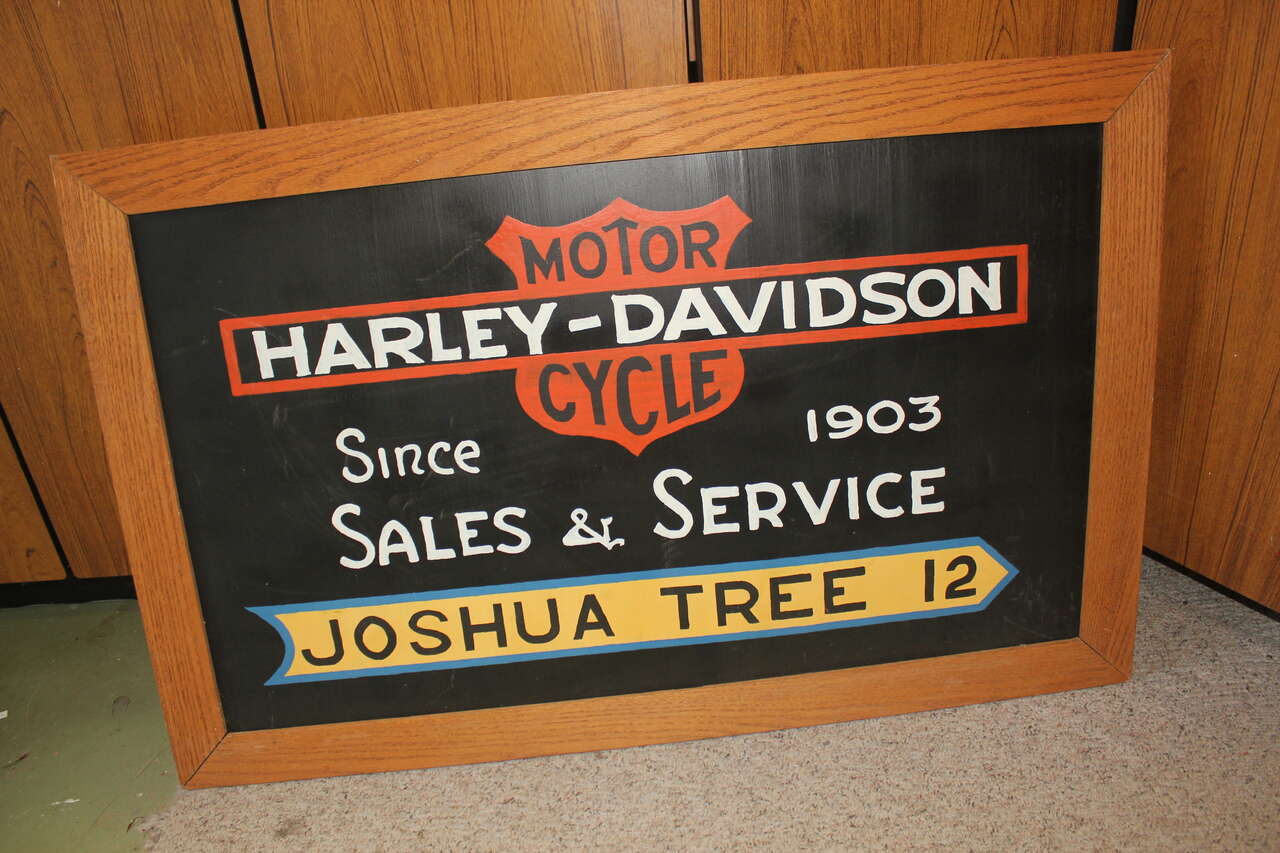 MOTOR
HARLEY-DAVIDSON
CYCLE
Since 1903
SALES & SERVICE
JOSHUA TREE 12